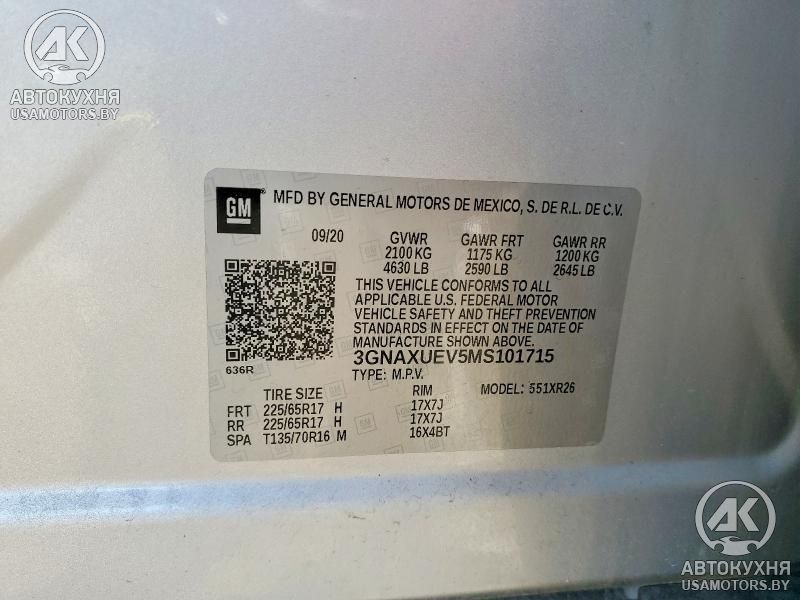 АК
АВТОКУХНЯ
USAMOTORS.BY
GM
MFD BY GENERAL MOTORS DE MEXICO, S. DE R.L. DE C.V.
09/20 GVWR GAWR FRT GAWR RR
2100 KG 1175 KG 1200 KG
4630 LB 2590 LB 2645 LB
THIS VEHICLE CONFORMS TO ALL
APPLICABLE U.S. FEDERAL MOTOR
VEHICLE SAFETY AND THEFT PREVENTION
STANDARDS IN EFFECT ON THE DATE OF
MANUFACTURE SHOWN ABOVE.
636R 3GNAXUEV5MS101715
TYPE: M.P.V.
TIRE SIZE RIM MODEL: 551XR26
FRT 225/65R17 H 17X7J
RR 225/65R17 H 17X7J
SPA T135/70R16 M 16X4BT
АК
АВТОКУХНЯ
USAMOTORS.BY